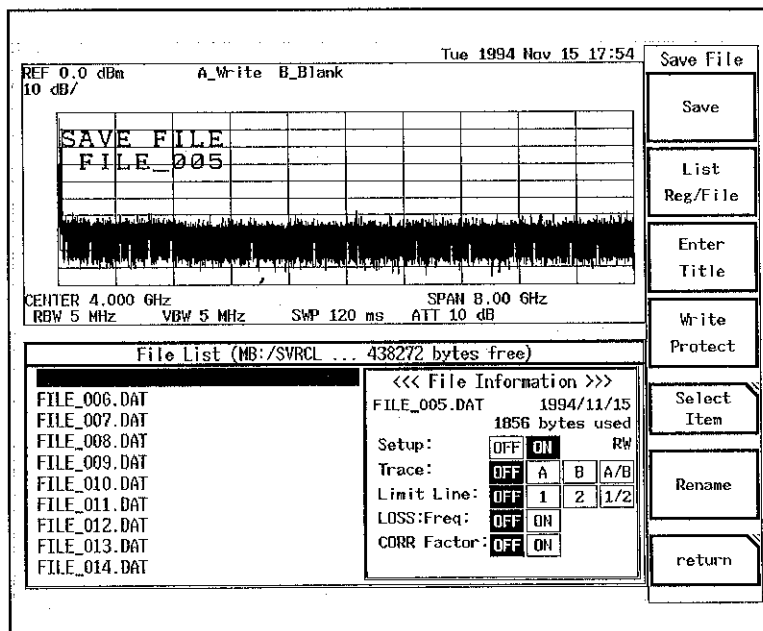 Tue 1994 Nov 15 17:54
REF 0.0 dBm A_Write B_Blank
10 dB/
SAVE FILE
FILE_005
CENTER 4.000 GHz SPAN 8.00 GHz
RBW 5 MHz VBW 5 MHz SWP 120 ms ATT 10 dB
File List (MB:/SVRCL ... 438272 bytes free)
FILE_006.DAT
FILE_007.DAT
FILE_008.DAT
FILE_009.DAT
FILE_010.DAT
FILE_011.DAT
FILE_012.DAT
FILE_013.DAT
FILE_014.DAT
<<< File Information >>>
FILE_005.DAT 1994/11/15
1856 bytes used
Setup: OFF ON RW
Trace: OFF A B A/B
Limit Line: OFF 1 2 1/2
LOSS:Freq: OFF ON
CORR Factor: OFF ON
Save File
Save
List
Reg/File
Enter
Title
Write
Protect
Select
Item
Rename
return